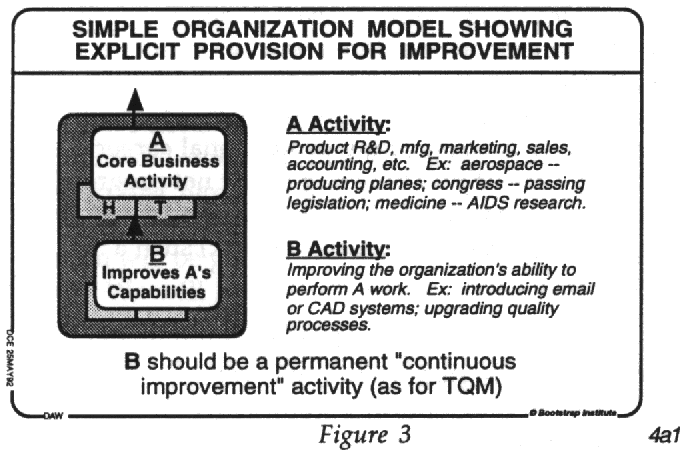 SIMPLE ORGANIZATION MODEL SHOWING
EXPLICIT PROVISION FOR IMPROVEMENT
A
Core Business
Activity
H T
B
Improves A's
Capabilities
A Activity:
Product R&D, mfg, marketing, sales,
accounting, etc. Ex: aerospace --
producing planes; congress -- passing
legislation; medicine -- AIDS research.
B Activity:
Improving the organization's ability to
perform A work. Ex: introducing email
or CAD systems; upgrading quality
processes.
B should be a permanent "continuous
improvement" activity (as for TQM)
DCE 25MAY92
DAW
© Bootstrap Institute
Figure 3
4a1